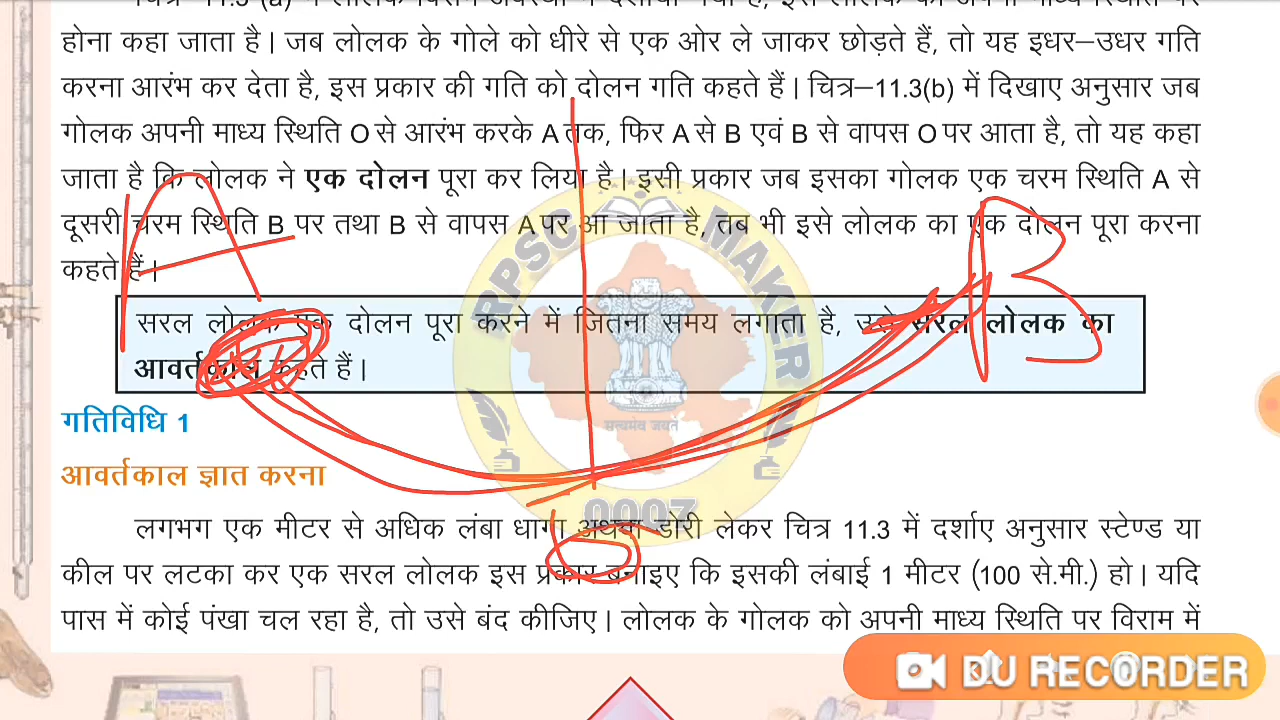 होना कहा जाता है। जब लोलक के गोले को धीरे से एक ओर ले जाकर छोड़ते हैं, तो यह इधर–उधर गति
करना आरंभ कर देता है, इस प्रकार की गति को दोलन गति कहते हैं। चित्र–11.3(b) में दिखाए अनुसार जब
गोलक अपनी माध्य स्थिति O से आरंभ करके A तक, फिर A से B एवं B से वापस O पर आता है, तो यह कहा
जाता है कि लोलक ने एक दोलन पूरा कर लिया है। इसी प्रकार जब इसका गोलक एक चरम स्थिति A से
दूसरी चरम स्थिति B पर तथा B से वापस A पर आ जाता है, तब भी इसे लोलक का एक दोलन पूरा करना
कहते हैं।
A
B
RPSC MAKER
सरल लोलक एक दोलन पूरा करने में जितना समय लगाता है, उसे सरल लोलक का
आवर्तकाल कहते हैं।
सत्यमेव जयते
गतिविधि 1
आवर्तकाल ज्ञात करना
0007
लगभग एक मीटर से अधिक लंबा धागा अथवा डोरी लेकर चित्र 11.3 में दर्शाए अनुसार स्टेण्ड या
कील पर लटका कर एक सरल लोलक इस प्रकार बनाइए कि इसकी लंबाई 1 मीटर (100 से.मी.) हो। यदि
पास में कोई पंखा चल रहा है, तो उसे बंद कीजिए। लोलक के गोलक को अपनी माध्य स्थिति पर विराम में
DU RECORDER